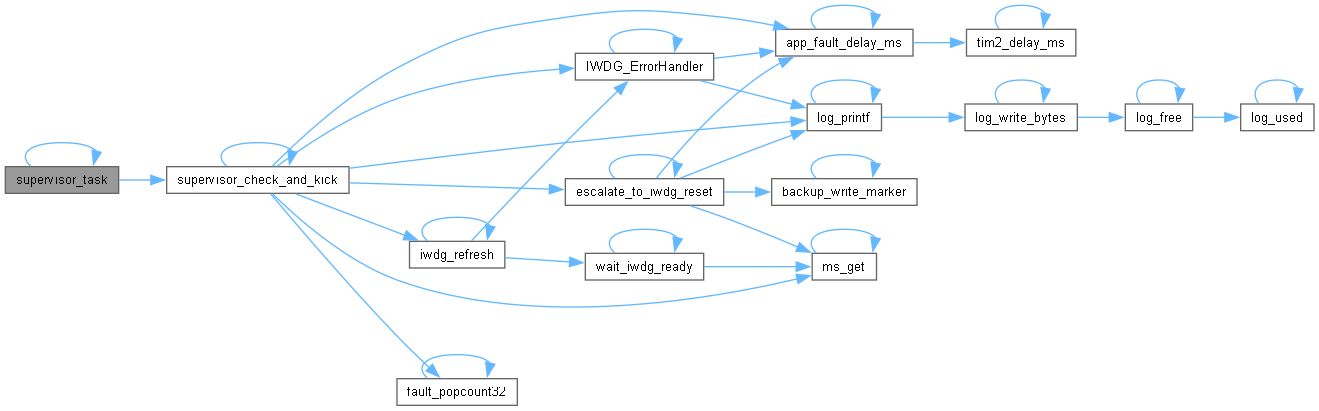 supervisor_task
supervisor_check_and_kick
app_fault_delay_ms
tim2_delay_ms
IWDG_ErrorHandler
log_printf
log_write_bytes
log_free
log_used
escalate_to_iwdg_reset
backup_write_marker
iwdg_refresh
wait_iwdg_ready
ms_get
fault_popcount32